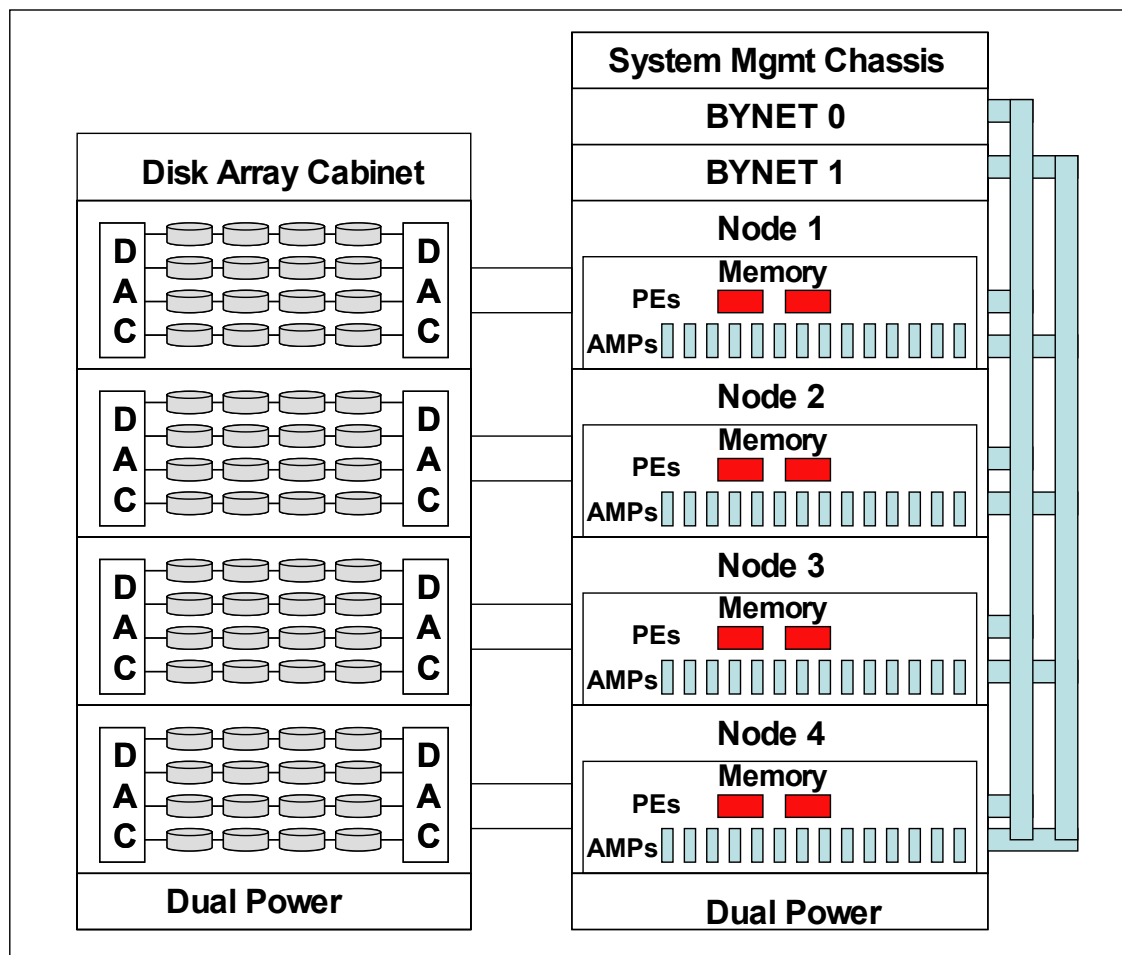 System Mgmt Chassis
BYNET 0
BYNET 1
Disk Array Cabinet
D
A
C
D
A
C
Node 1
Memory
PEs
AMPs
D
A
C
D
A
C
Node 2
Memory
PEs
AMPs
D
A
C
D
A
C
Node 3
Memory
PEs
AMPs
D
A
C
D
A
C
Node 4
Memory
PEs
AMPs
Dual Power
Dual Power